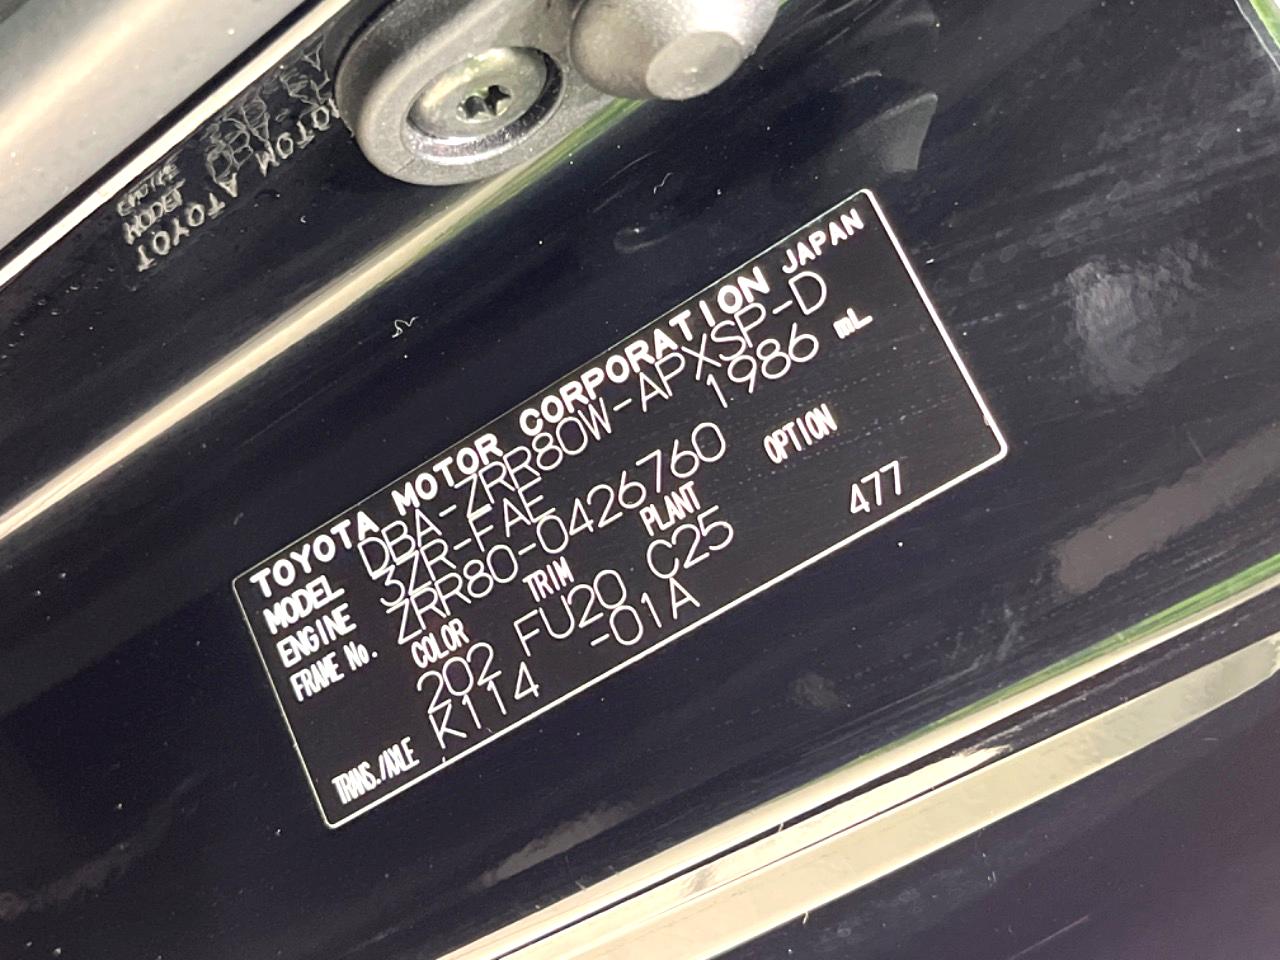 TOYOTA MOTOR CORPORATION JAPAN
MODEL DBA-ZRR80W-APXSP-D
ENGINE 3ZR-FAE 1986 mL
FRAME No. ZRR80-0426760
COLOR TRIM PLANT OPTION
202 FU20 C25 477
TRANS./AXLE K114 -01A